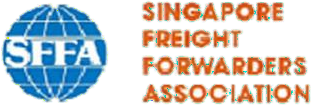 SFFA
SINGAPORE
FREIGHT
FORWARDERS
ASSOCIATION